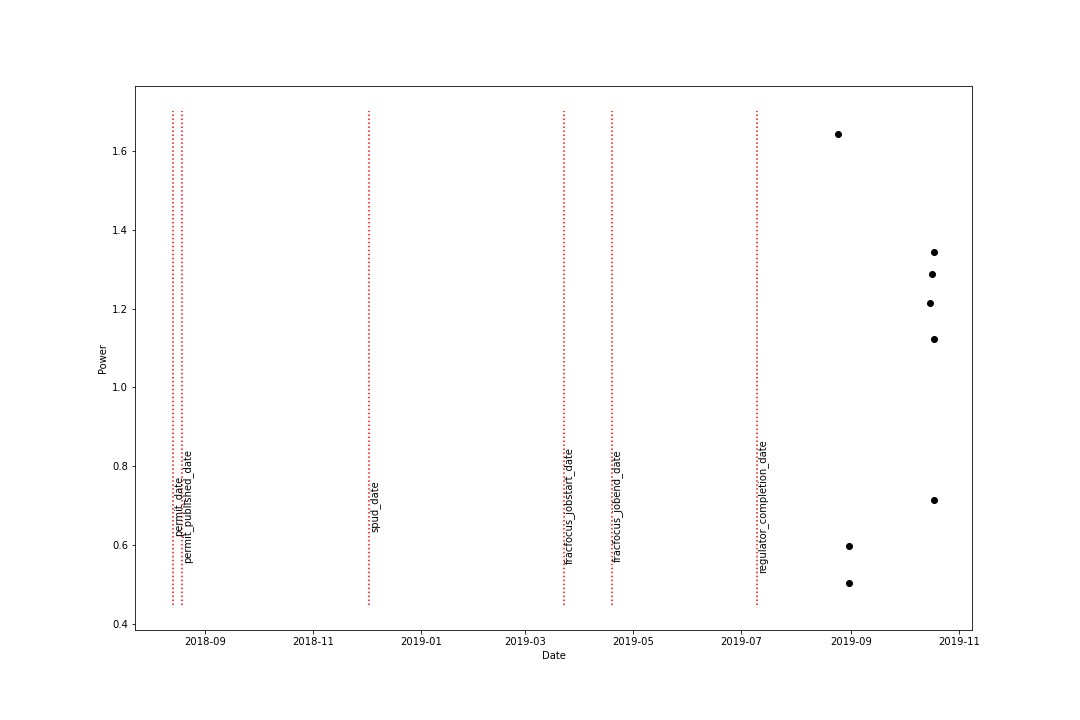 1.6
1.4
1.2
1.0
0.8
0.6
0.4
Power
permit_date
permit_published_date
spud_date
fracfocus_jobstart_date
fracfocus_jobend_date
regulator_completion_date
2018-09
2018-11
2019-01
2019-03
2019-05
2019-07
2019-09
2019-11
Date